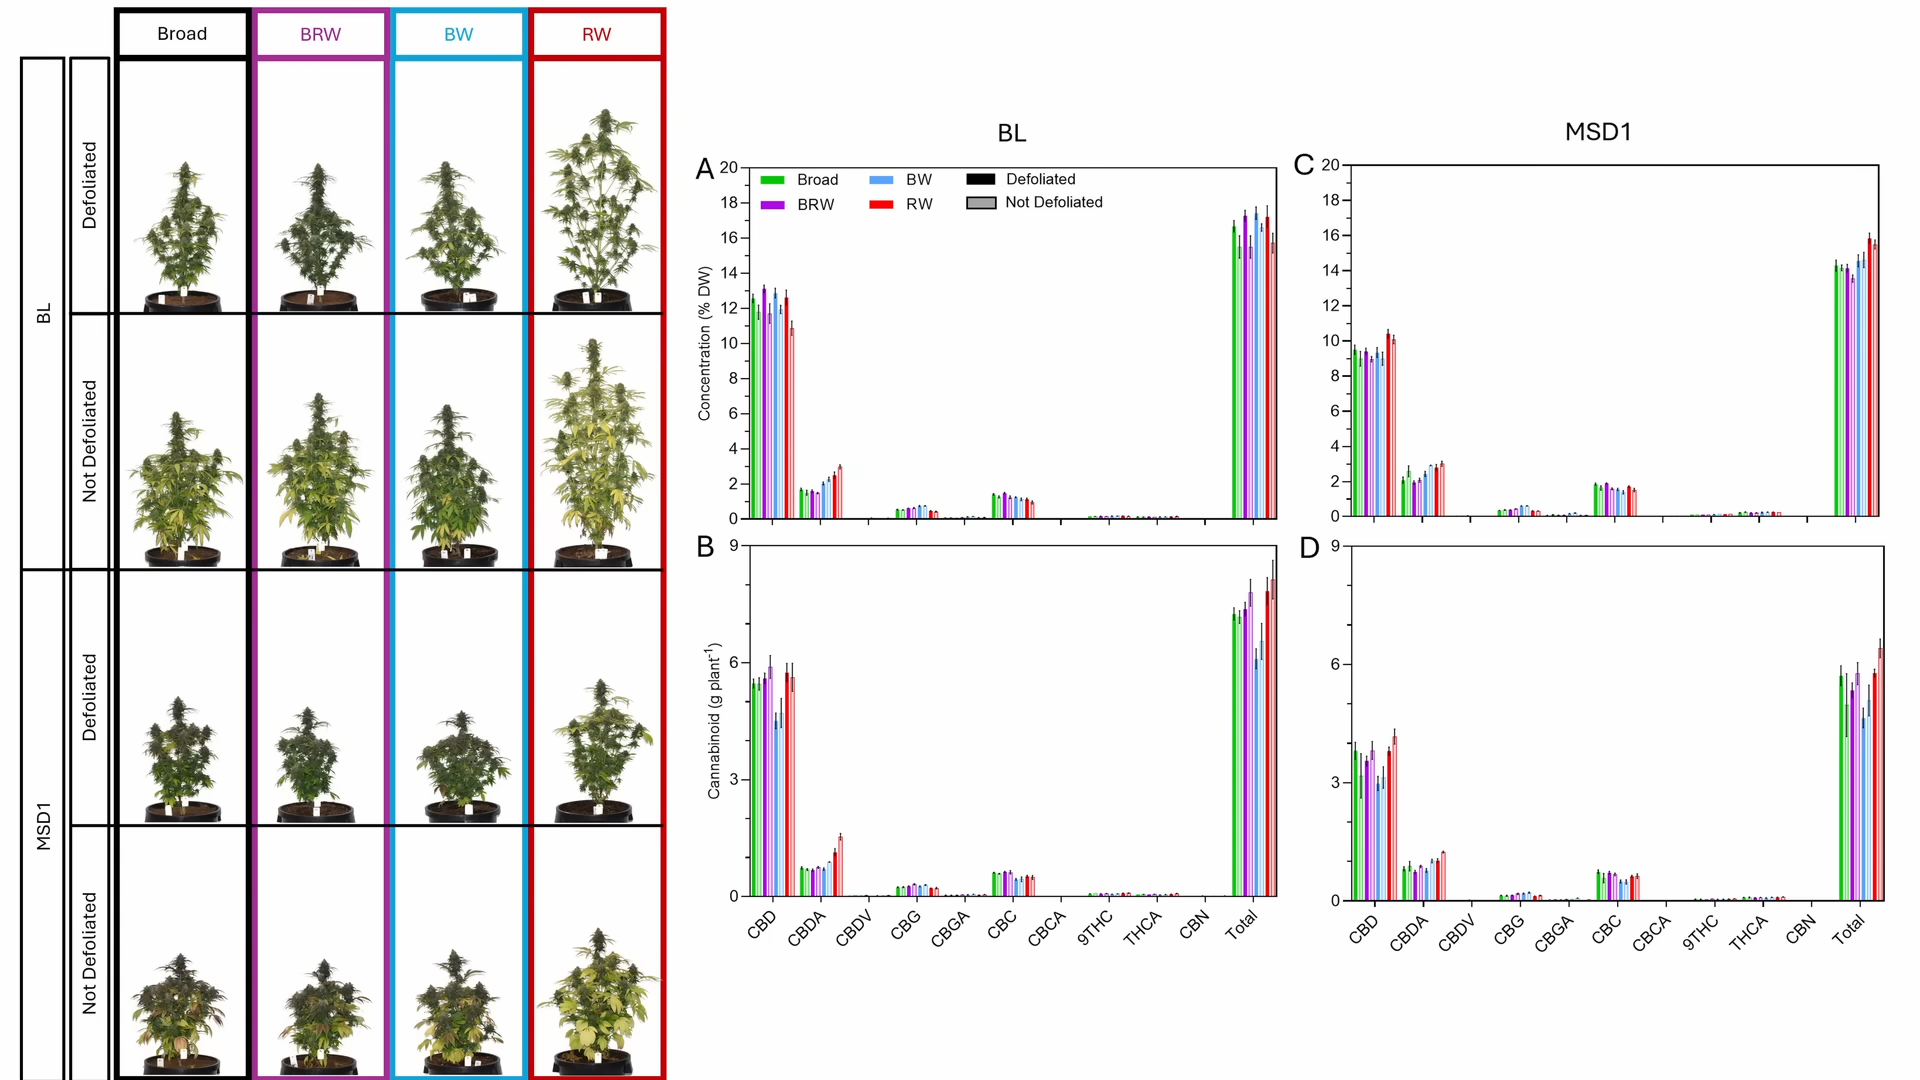 Broad
BRW
BW
RW
BL
Defoliated
Not Defoliated
MSD1
Defoliated
Not Defoliated
BL
A
20
18
16
14
12
10
8
6
4
2
0
Concentration (% DW)
Broad
BRW
BW
RW
Defoliated
Not Defoliated
B
9
6
3
0
Cannabinoid (g plant⁻¹)
CBD
CBDA
CBDV
CBG
CBGA
CBC
CBCA
9THC
THCA
CBN
Total
MSD1
C
20
18
16
14
12
10
8
6
4
2
0
D
9
6
3
0
CBD
CBDA
CBDV
CBG
CBGA
CBC
CBCA
9THC
THCA
CBN
Total